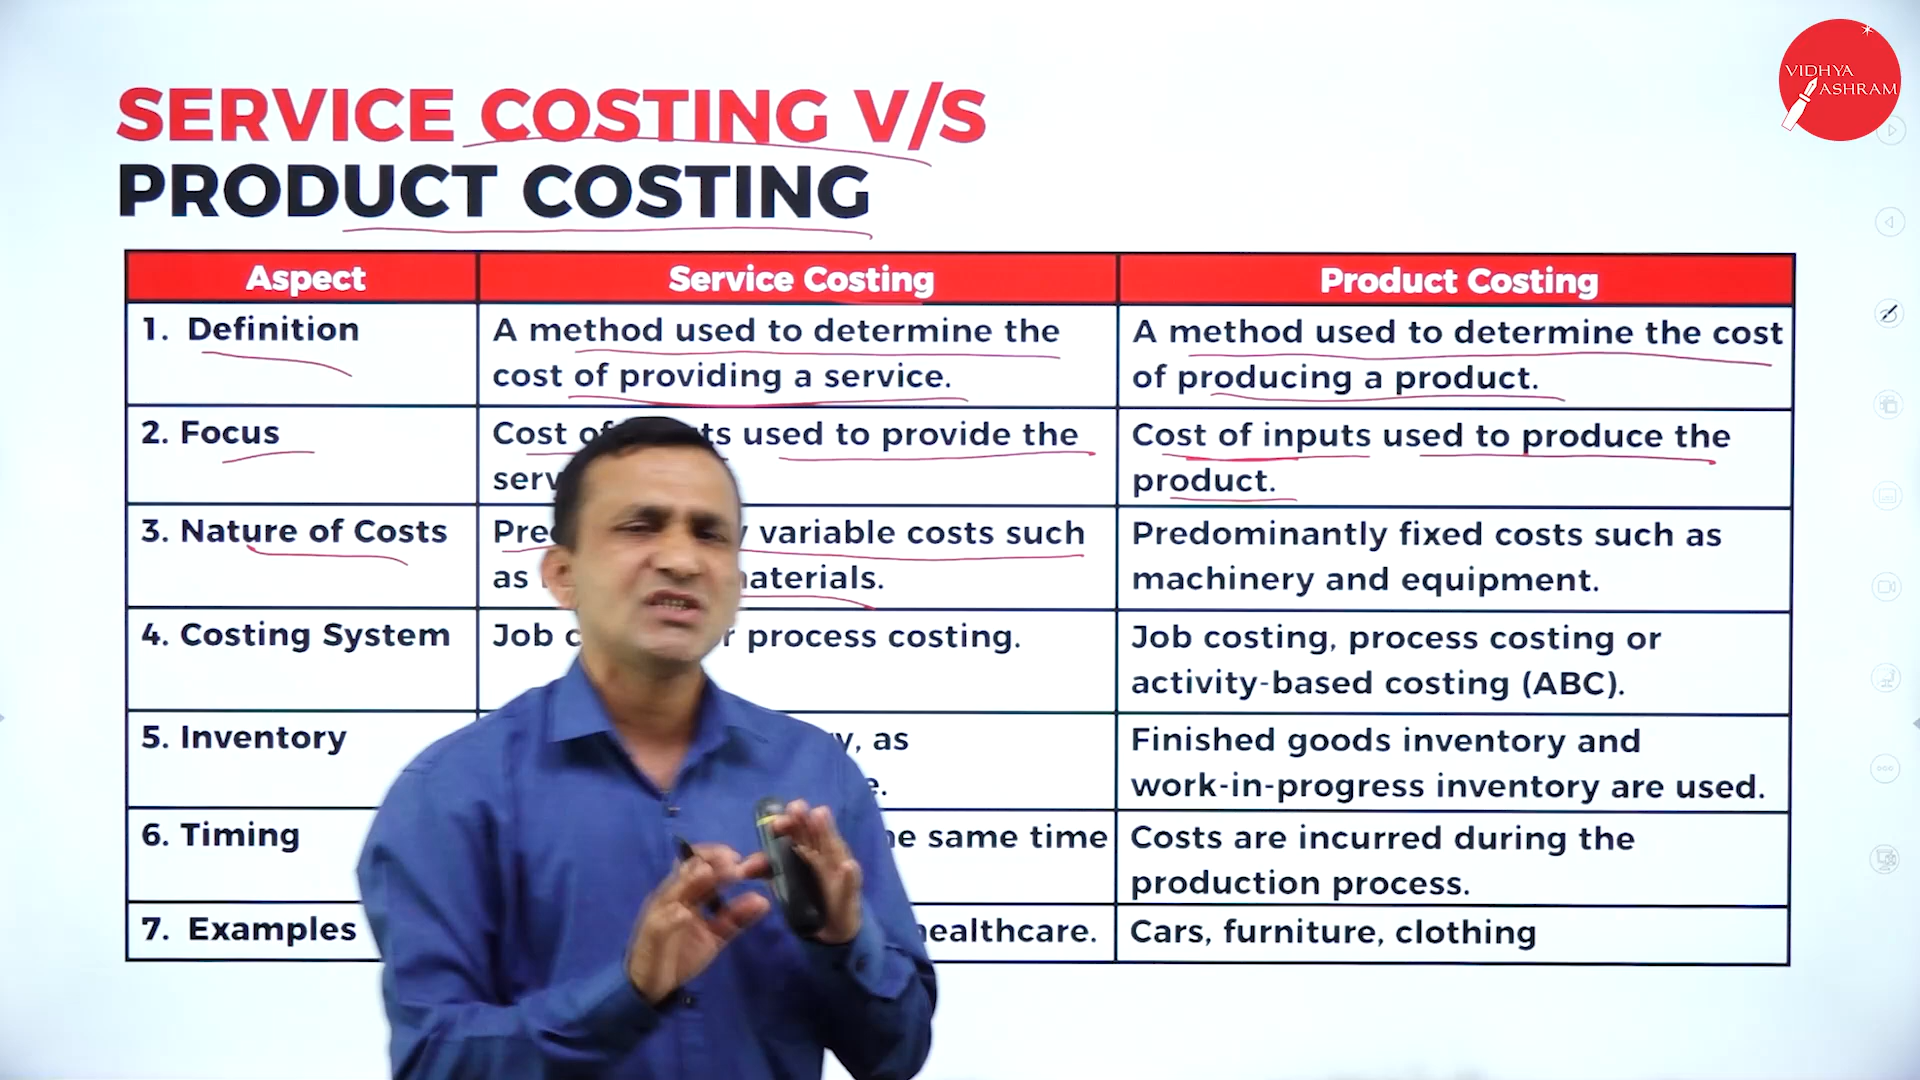 VIDHYA
ASHRAM
SERVICE COSTING V/S
PRODUCT COSTING
Aspect
Service Costing
Product Costing
1. Definition
A method used to determine the
cost of providing a service.
A method used to determine the cost
of producing a product.
2. Focus
Cost of used to provide the
Cost of inputs used to produce the
product.
3. Nature of Costs
variable costs such
as
Predominantly fixed costs such as
machinery and equipment.
4. Costing System
Job process costing.
Job costing, process costing or
activity-based costing (ABC).
5. Inventory
as
Finished goods inventory and
work-in-progress inventory are used.
6. Timing
same time
Costs are incurred during the
production process.
7. Examples
healthcare.
Cars, furniture, clothing